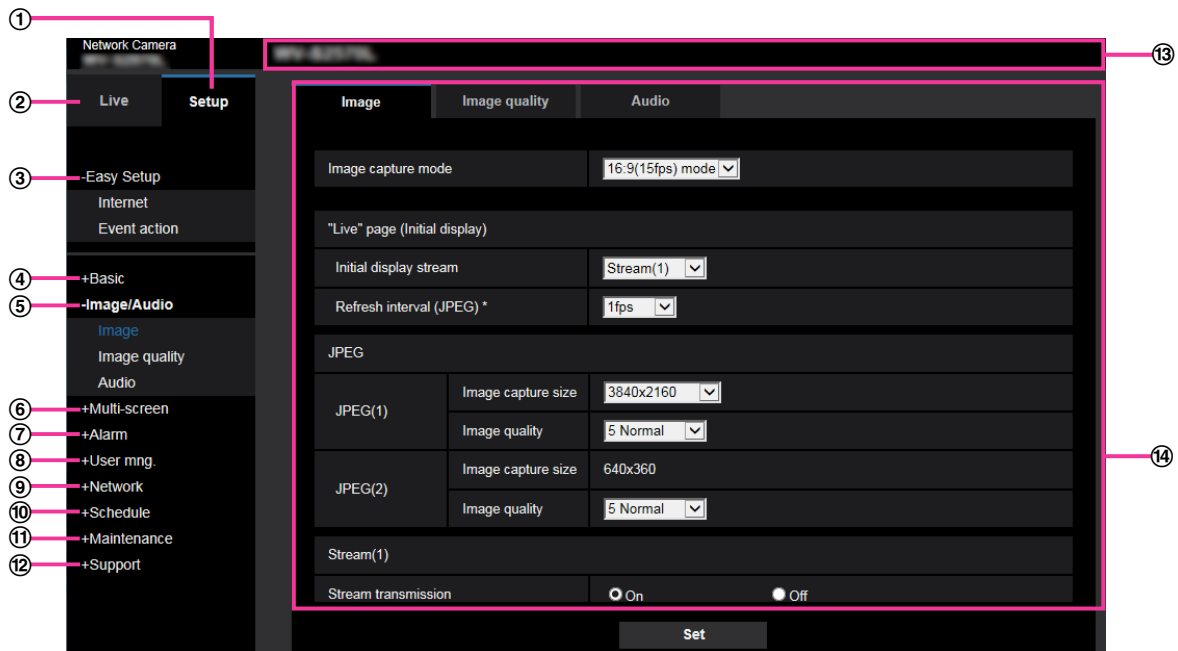 ①
Network Camera
⑬
② Live Setup
Image Image quality Audio
Image capture mode 16:9(15fps) mode
③ -Easy Setup
Internet
Event action
"Live" page (Initial display)
Initial display stream Stream(1)
Refresh interval (JPEG) * 1fps
④ +Basic
⑤ -Image/Audio
Image
Image quality
Audio
⑥ +Multi-screen
⑦ +Alarm
⑧ +User mng.
⑨ +Network
⑩ +Schedule
⑪ +Maintenance
⑫ +Support
JPEG
JPEG(1) Image capture size 3840x2160
Image quality 5 Normal
JPEG(2) Image capture size 640x360
Image quality 5 Normal
⑭
Stream(1)
Stream transmission On Off
Set